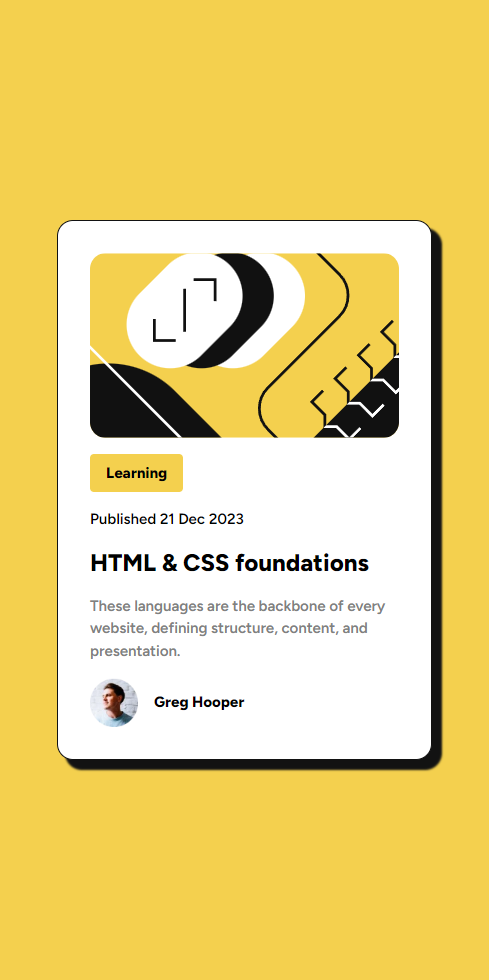 Learning
Published 21 Dec 2023
HTML & CSS foundations
These languages are the backbone of every
website, defining structure, content, and
presentation.
Greg Hooper